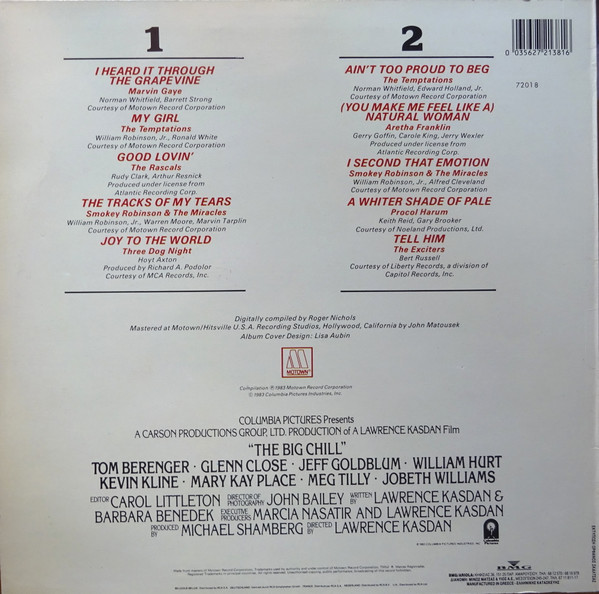 1
I HEARD IT THROUGH
THE GRAPEVINE
Marvin Gaye
Norman Whitfield, Barrett Strong
Courtesy of Motown Record Corporation
MY GIRL
The Temptations
William Robinson, Jr., Ronald White
Courtesy of Motown Record Corporation
GOOD LOVIN'
The Rascals
Rudy Clark, Arthur Resnick
Produced under license from
Atlantic Recording Corp.
THE TRACKS OF MY TEARS
Smokey Robinson & The Miracles
William Robinson, Jr., Warren Moore, Marvin Tarplin
Courtesy of Motown Record Corporation
JOY TO THE WORLD
Three Dog Night
Hoyt Axton
Produced by Richard A. Podolor
Courtesy of MCA Records, Inc.
2
AIN'T TOO PROUD TO BEG
The Temptations
Norman Whitfield, Edward Holland, Jr.
Courtesy of Motown Record Corporation
(YOU MAKE ME FEEL LIKE A)
NATURAL WOMAN
Aretha Franklin
Gerry Goffin, Carole King, Jerry Wexler
Produced under license from
Atlantic Recording Corp.
I SECOND THAT EMOTION
Smokey Robinson & The Miracles
William Robinson, Jr., Alfred Cleveland
Courtesy of Motown Record Corporation
A WHITER SHADE OF PALE
Procol Harum
Keith Reid, Gary Brooker
Courtesy of Noeland Productions, Ltd.
TELL HIM
The Exciters
Bert Russell
Courtesy of Liberty Records, a division of
Capitol Records, Inc.
0 035627 213816
72018
Digitally compiled by Roger Nichols
Mastered at Motown/Hitsville U.S.A. Recording Studios, Hollywood, California by John Matousek
Album Cover Design: Lisa Aubin
M
MOTOWN
Compilation ℗ 1983 Motown Record Corporation
© 1983 Columbia Pictures Industries, Inc.
COLUMBIA PICTURES Presents
A CARSON PRODUCTIONS GROUP, LTD. PRODUCTION of A LAWRENCE KASDAN Film
"THE BIG CHILL"
TOM BERENGER · GLENN CLOSE · JEFF GOLDBLUM · WILLIAM HURT
KEVIN KLINE · MARY KAY PLACE · MEG TILLY · JOBETH WILLIAMS
EDITOR CAROL LITTLETON DIRECTOR OF PHOTOGRAPHY JOHN BAILEY WRITTEN BY LAWRENCE KASDAN &
BARBARA BENEDEK EXECUTIVE PRODUCERS MARCIA NASATIR AND LAWRENCE KASDAN
PRODUCED BY MICHAEL SHAMBERG DIRECTED BY LAWRENCE KASDAN
BMG